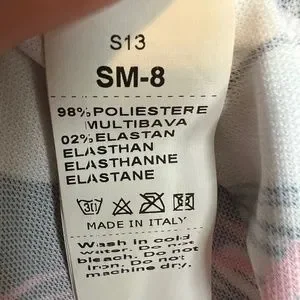 S13
SM-8
98% POLIESTERE
MULTIBAVA
02% ELASTAN
ELASTHAN
ELASTHANNE
ELASTANE
MADE IN ITALY
Wash in cold
water. Do not
bleach. Do not
iron. Do not
machine dry.